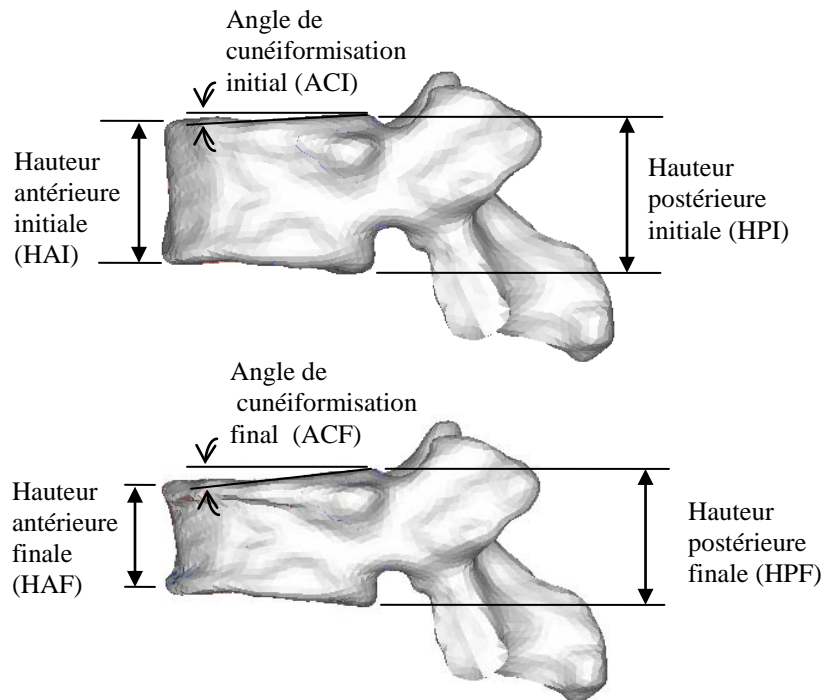 Angle de
cunéiformisation
initial (ACI)
Hauteur
antérieure
initiale
(HAI)
Hauteur
postérieure
initiale (HPI)
Angle de
cunéiformisation
final (ACF)
Hauteur
antérieure
finale
(HAF)
Hauteur
postérieure
finale (HPF)